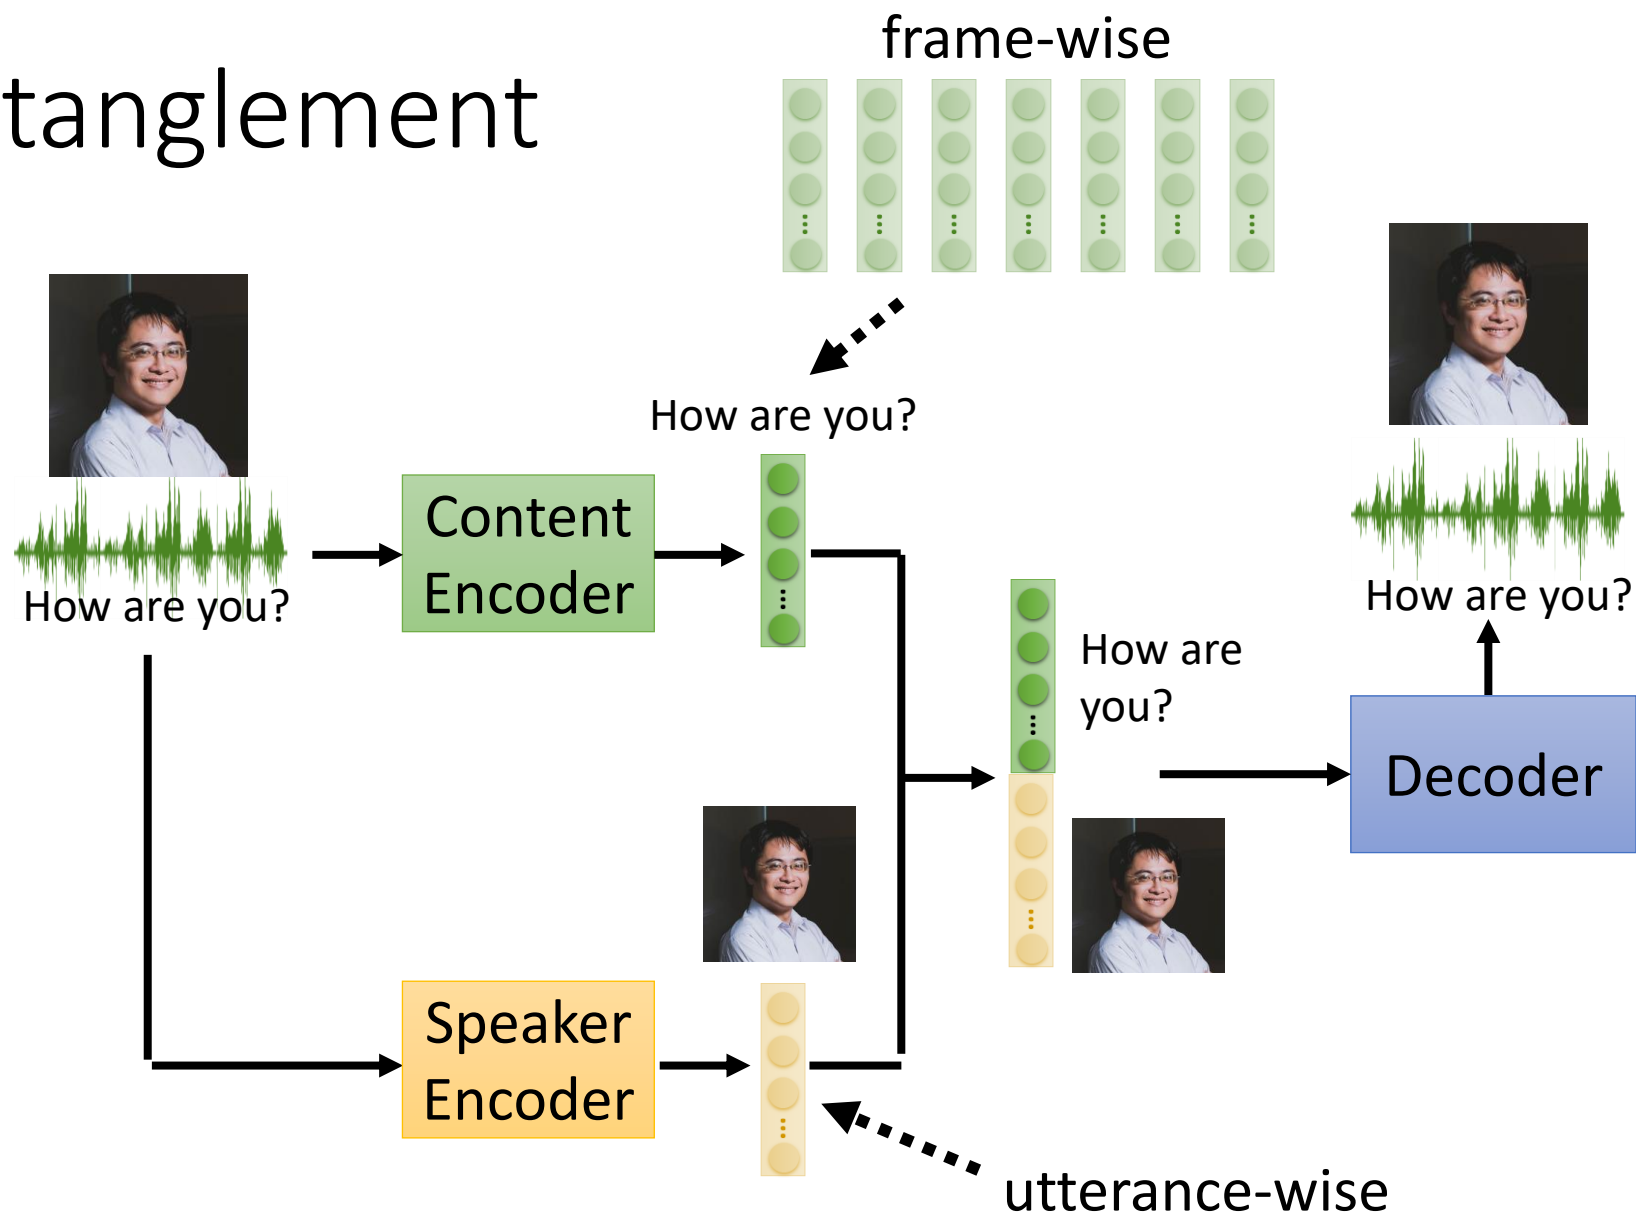 frame-wise
tanglement
How are you?
Content
Encoder
How are you?
How are you?
How are
you?
Decoder
Speaker
Encoder
utterance-wise